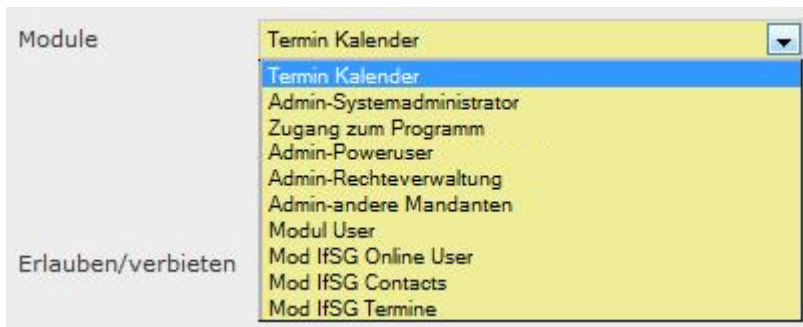 Module
Termin Kalender
Termin Kalender
Admin-Systemadministrator
Zugang zum Programm
Admin-Poweruser
Admin-Rechteverwaltung
Admin-andere Mandanten
Modul User
Erlauben/verbieten
Mod IfSG Online User
Mod IfSG Contacts
Mod IfSG Termine